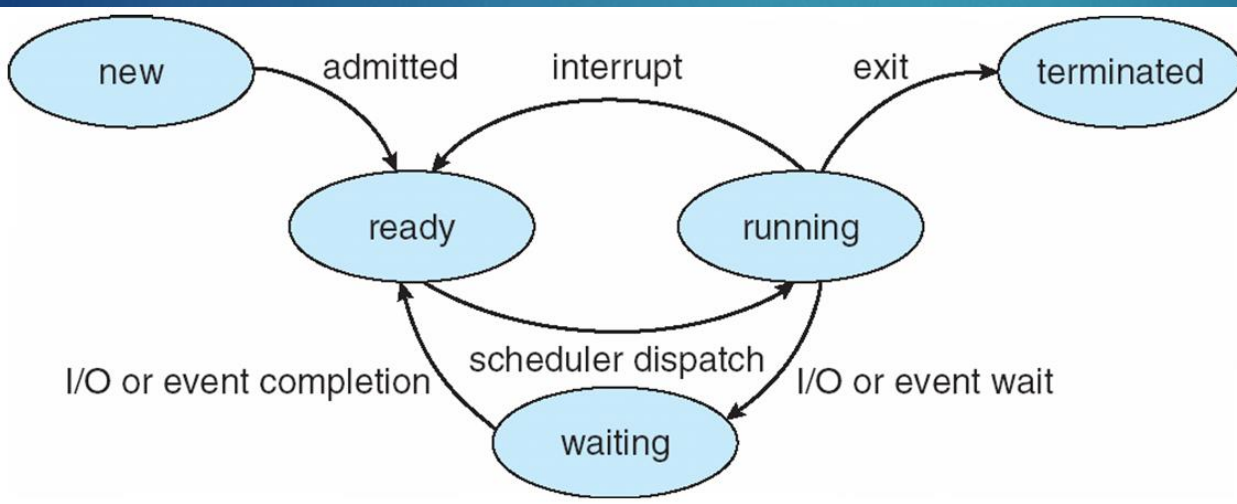 new
admitted
interrupt
exit
terminated
ready
running
I/O or event completion
scheduler dispatch
I/O or event wait
waiting